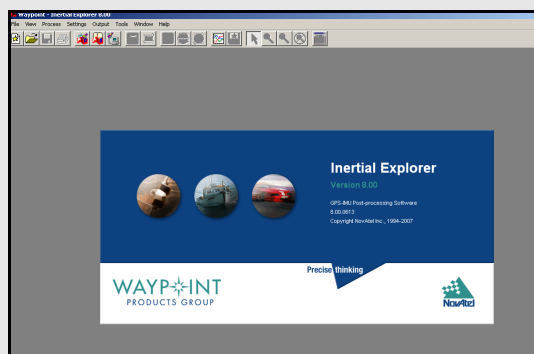 Waypoint - Inertial Explorer 8.00
File View Process Settings Output Tools Window Help
Inertial Explorer
Version 8.00
GPS-IMU Post-processing Software
8.00.0813
Copyright NovAtel Inc., 1994-2007
Precise thinking
WAYPOINT
PRODUCTS GROUP
NovAtel